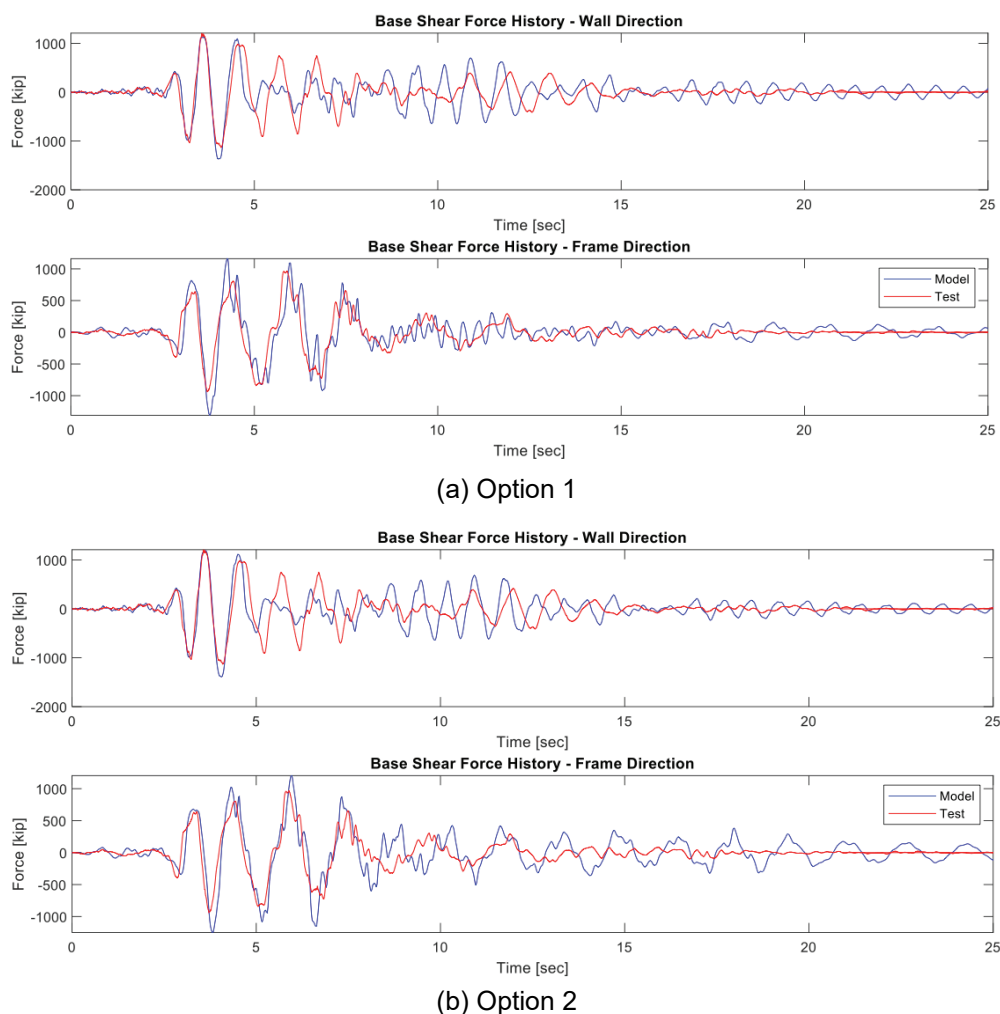 Base Shear Force History - Wall Direction
1000
0
-1000
-2000
Force [kip]
0 5 10 15 20 25
Time [sec]
Base Shear Force History - Frame Direction
1000
500
0
-500
-1000
Force [kip]
Model
Test
0 5 10 15 20 25
Time [sec]
(a) Option 1
Base Shear Force History - Wall Direction
1000
0
-1000
-2000
Force [kip]
0 5 10 15 20 25
Time [sec]
Base Shear Force History - Frame Direction
1000
500
0
-500
-1000
Force [kip]
Model
Test
0 5 10 15 20 25
Time [sec]
(b) Option 2